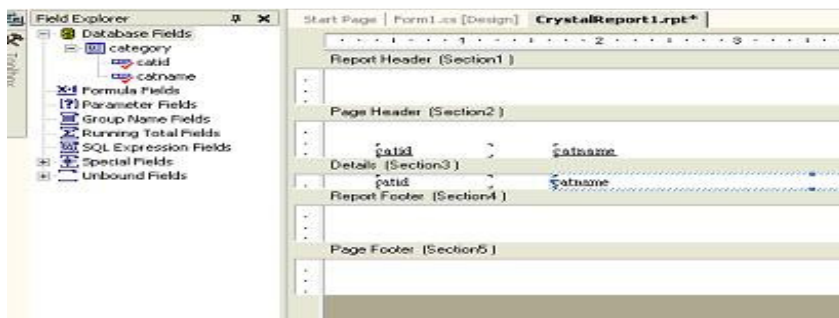 Field Explorer
Database Fields
category
catid
catname
Formula Fields
Parameter Fields
Group Name Fields
Running Total Fields
SQL Expression Fields
Special Fields
Unbound Fields
Toolbox
Start Page | Form1.cs [Design] CrystalReport1.rpt*
1 2 3
Report Header (Section1 )
Page Header (Section2 )
catid catname
Details (Section3 )
catid catname
Report Footer (Section4 )
Page Footer (Section5 )